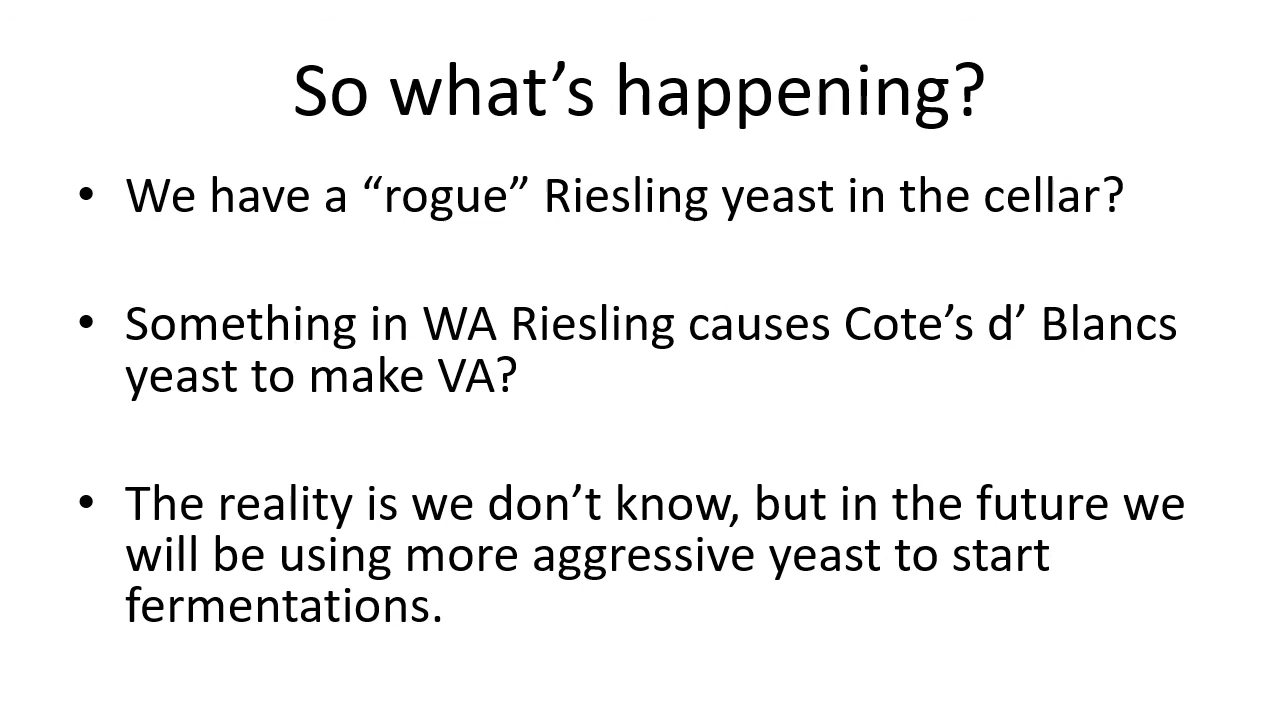 So what’s happening?
• We have a “rogue” Riesling yeast in the cellar?
• Something in WA Riesling causes Cote’s d’ Blancs
yeast to make VA?
• The reality is we don’t know, but in the future we
will be using more aggressive yeast to start
fermentations.